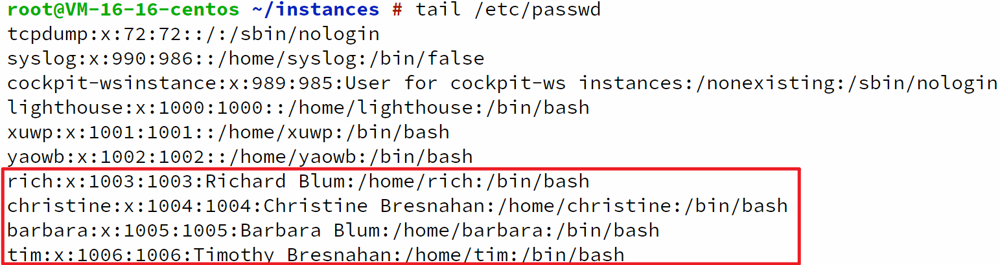 root@VM-16-16-centos ~/instances # tail /etc/passwd
tcpdump:x:72:72::/:/sbin/nologin
syslog:x:990:986::/home/syslog:/bin/false
cockpit-wsinstance:x:989:985:User for cockpit-ws instances:/nonexisting:/sbin/nologin
lighthouse:x:1000:1000::/home/lighthouse:/bin/bash
xuwp:x:1001:1001::/home/xuwp:/bin/bash
yaowb:x:1002:1002::/home/yaowb:/bin/bash
rich:x:1003:1003:Richard Blum:/home/rich:/bin/bash
christine:x:1004:1004:Christine Bresnahan:/home/christine:/bin/bash
barbara:x:1005:1005:Barbara Blum:/home/barbara:/bin/bash
tim:x:1006:1006:Timothy Bresnahan:/home/tim:/bin/bash